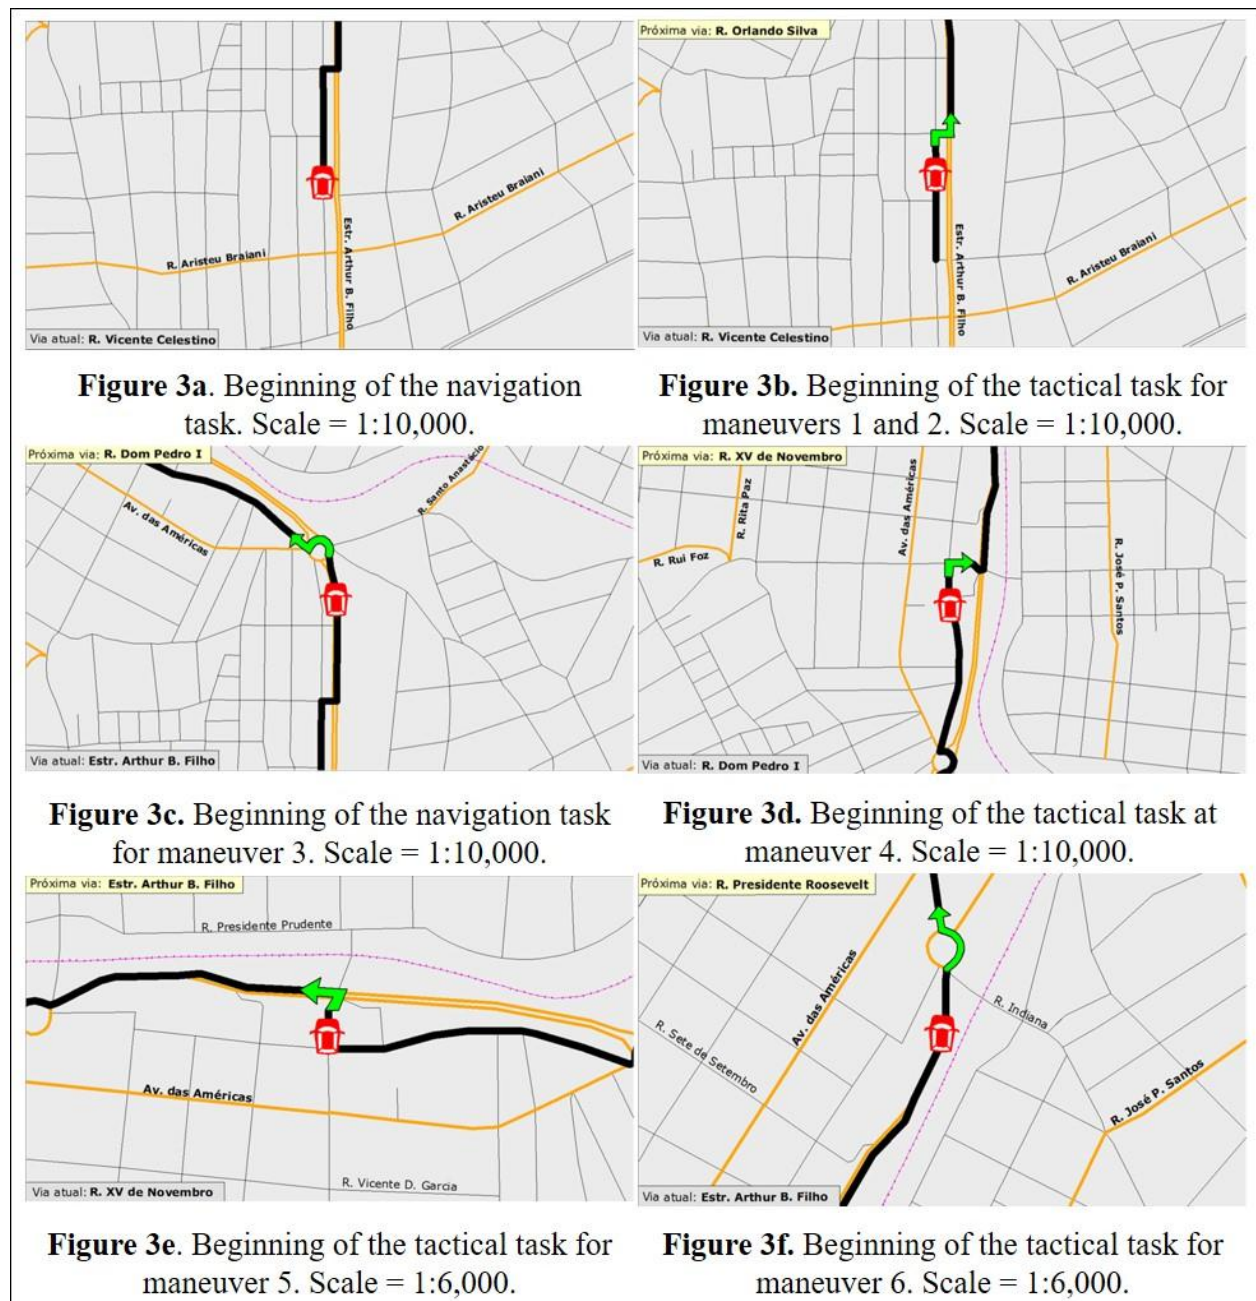 R. Aristeu Braiani
R. Aristeu Braiani
Estr. Arthur B. Filho
Via atual: R. Vicente Celestino
Próxima via: R. Orlando Silva
R. Aristeu Braiani
Estr. Arthur B. Filho
Via atual: R. Vicente Celestino
Figure 3a. Beginning of the navigation
task. Scale = 1:10,000.
Figure 3b. Beginning of the tactical task for
maneuvers 1 and 2. Scale = 1:10,000.
Próxima via: R. Dom Pedro I
R. Santo Anastácio
Av. das Américas
Via atual: Estr. Arthur B. Filho
Próxima via: R. XV de Novembro
R. Rita Paz
Av. das Américas
R. Rui Foz
R. José P. Santos
Via atual: R. Dom Pedro I
Figure 3c. Beginning of the navigation task
for maneuver 3. Scale = 1:10,000.
Figure 3d. Beginning of the tactical task at
maneuver 4. Scale = 1:10,000.
Próxima via: Estr. Arthur B. Filho
R. Presidente Prudente
Av. das Américas
R. Vicente D. Garcia
Via atual: R. XV de Novembro
Próxima via: R. Presidente Roosevelt
Av. das Américas
R. Indiana
R. Sete de Setembro
R. José P. Santos
Via atual: Estr. Arthur B. Filho
Figure 3e. Beginning of the tactical task for
maneuver 5. Scale = 1:6,000.
Figure 3f. Beginning of the tactical task for
maneuver 6. Scale = 1:6,000.